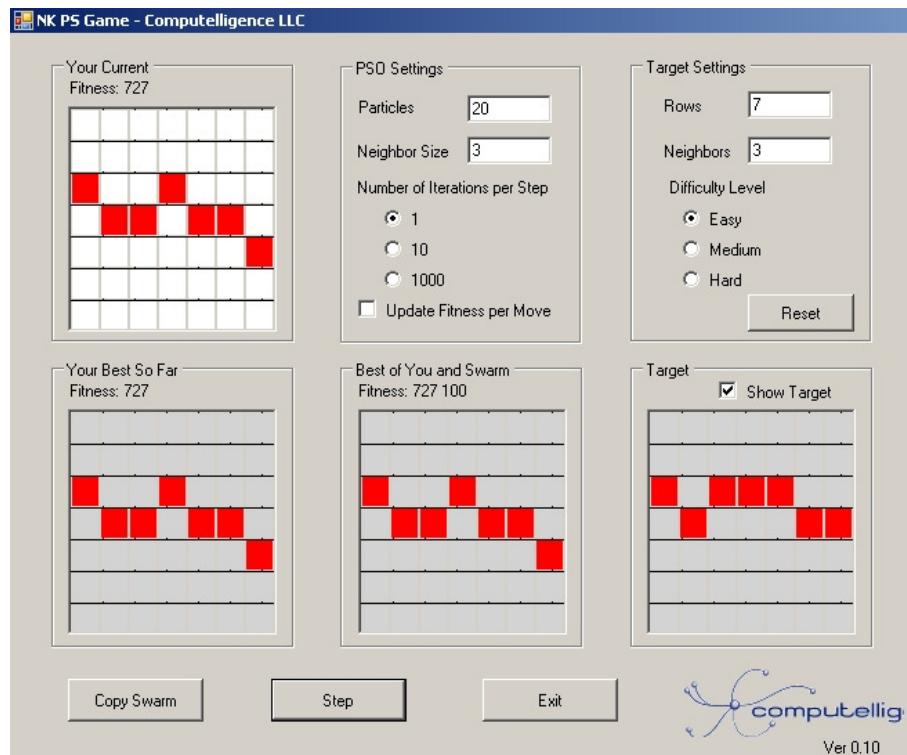 NK PS Game - Computelligence LLC
Your Current
Fitness: 727
PSO Settings
Particles 20
Neighbor Size 3
Number of Iterations per Step
1
10
1000
Update Fitness per Move
Target Settings
Rows 7
Neighbors 3
Difficulty Level
Easy
Medium
Hard
Reset
Your Best So Far
Fitness: 727
Best of You and Swarm
Fitness: 727 100
Target
Show Target
Copy Swarm
Step
Exit
computellig
Ver 0.10